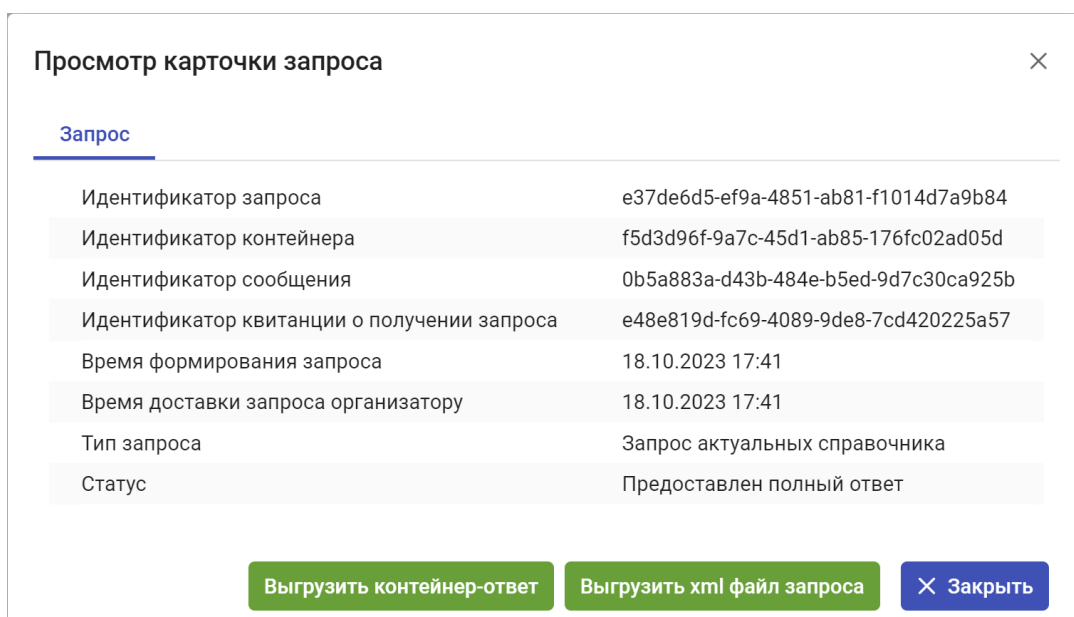 Просмотр карточки запроса
Запрос
Идентификатор запроса e37de6d5-ef9a-4851-ab81-f1014d7a9b84
Идентификатор контейнера f5d3d96f-9a7c-45d1-ab85-176fc02ad05d
Идентификатор сообщения 0b5a883a-d43b-484e-b5ed-9d7c30ca925b
Идентификатор квитанции о получении запроса e48e819d-fc69-4089-9de8-7cd420225a57
Время формирования запроса 18.10.2023 17:41
Время доставки запроса организатору 18.10.2023 17:41
Тип запроса Запрос актуальных справочника
Статус Предоставлен полный ответ
Выгрузить контейнер-ответ Выгрузить xml файл запроса Закрыть